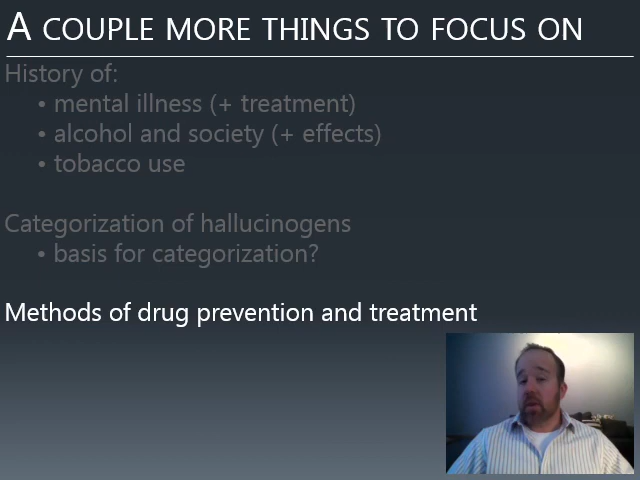 A COUPLE MORE THINGS TO FOCUS ON
History of:
• mental illness (+ treatment)
• alcohol and society (+ effects)
• tobacco use
Categorization of hallucinogens
• basis for categorization?
Methods of drug prevention and treatment